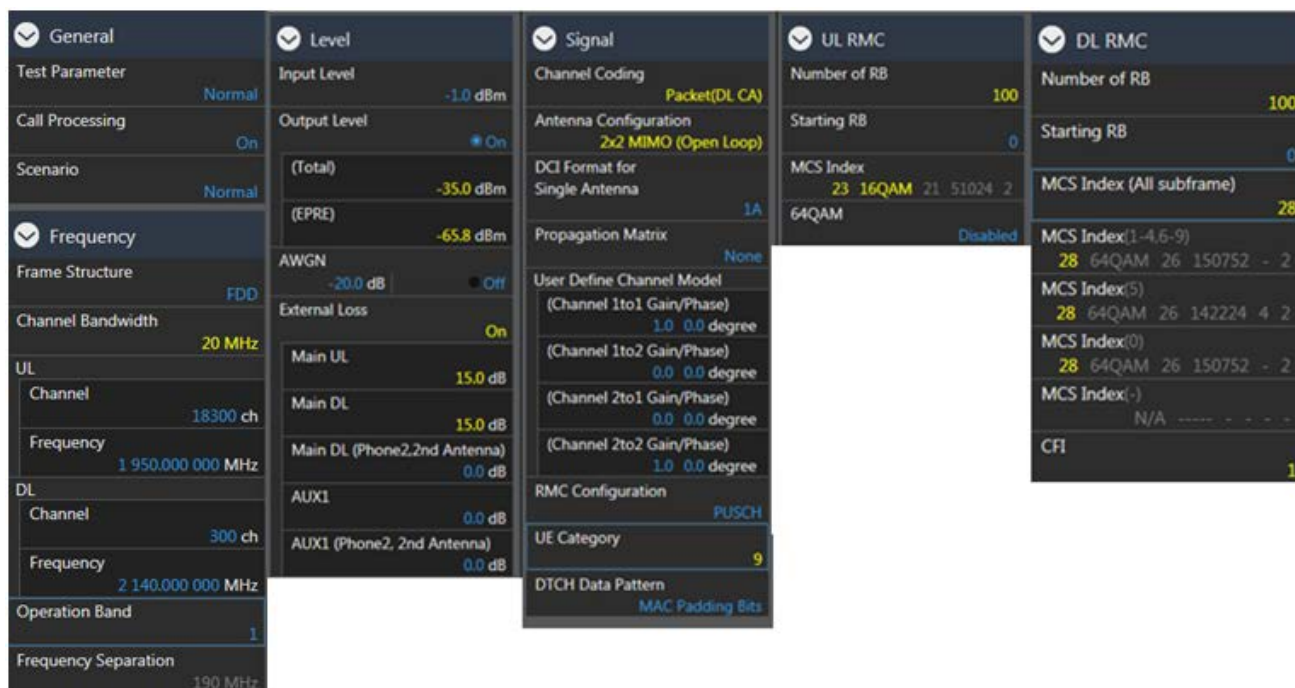 General
Test Parameter
Normal
Call Processing
On
Scenario
Normal
Frequency
Frame Structure
FDD
Channel Bandwidth
20 MHz
UL
Channel
18300 ch
Frequency
1 950.000 000 MHz
DL
Channel
300 ch
Frequency
2 140.000 000 MHz
Operation Band
1
Frequency Separation
190 MHz
Level
Input Level
-1.0 dBm
Output Level
On
(Total)
-35.0 dBm
(EPRE)
-65.8 dBm
AWGN
-20.0 dB Off
External Loss
On
Main UL
15.0 dB
Main DL
15.0 dB
Main DL (Phone2,2nd Antenna)
0.0 dB
AUX1
0.0 dB
AUX1 (Phone2, 2nd Antenna)
0.0 dB
Signal
Channel Coding
Packet(DL CA)
Antenna Configuration
2x2 MIMO (Open Loop)
DCI Format for
Single Antenna
1A
Propagation Matrix
None
User Define Channel Model
(Channel 1to1 Gain/Phase)
1.0 0.0 degree
(Channel 1to2 Gain/Phase)
0.0 0.0 degree
(Channel 2to1 Gain/Phase)
0.0 0.0 degree
(Channel 2to2 Gain/Phase)
1.0 0.0 degree
RMC Configuration
PUSCH
UE Category
9
DTCH Data Pattern
MAC Padding Bits
UL RMC
Number of RB
100
Starting RB
0
MCS Index
23 16QAM 21 51024 2
64QAM
Disabled
DL RMC
Number of RB
100
Starting RB
0
MCS Index (All subframe)
28
MCS Index(1-4,6-9)
28 64QAM 26 150752 - 2
MCS Index(5)
28 64QAM 26 142224 4 2
MCS Index(0)
28 64QAM 26 150752 - 2
MCS Index(-)
N/A ----- - - - -
CFI
1